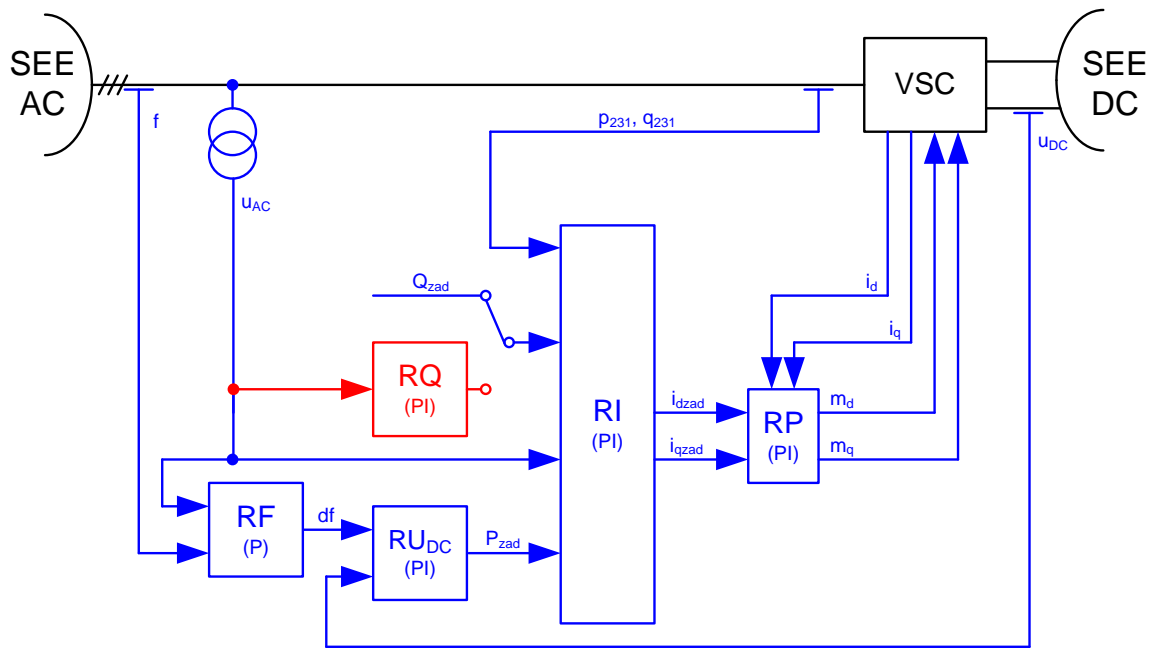 SEE
AC
VSC
SEE
DC
f
p231, q231
uDC
uAC
Qzad
id
iq
RQ
(PI)
RI
(PI)
idzad
iqzad
RP
(PI)
md
mq
RF
(P)
df
RUDC
(PI)
Pzad